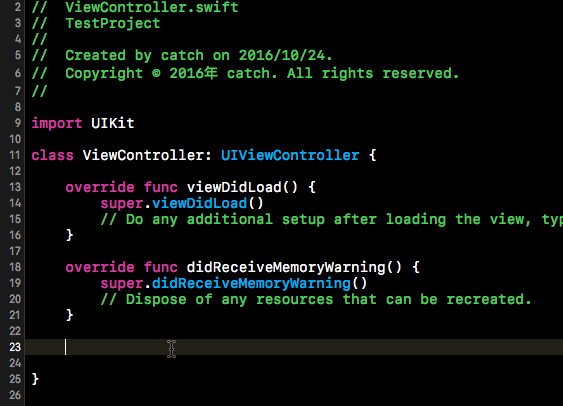 2 // ViewController.swift
3 // TestProject
4 //
5 // Created by catch on 2016/10/24.
6 // Copyright © 2016年 catch. All rights reserved.
7 //
8
9 import UIKit
10
11 class ViewController: UIViewController {
12
13 override func viewDidLoad() {
14 super.viewDidLoad()
15 // Do any additional setup after loading the view, typ
16 }
17
18 override func didReceiveMemoryWarning() {
19 super.didReceiveMemoryWarning()
20 // Dispose of any resources that can be recreated.
21 }
22
23
24
25 }
26